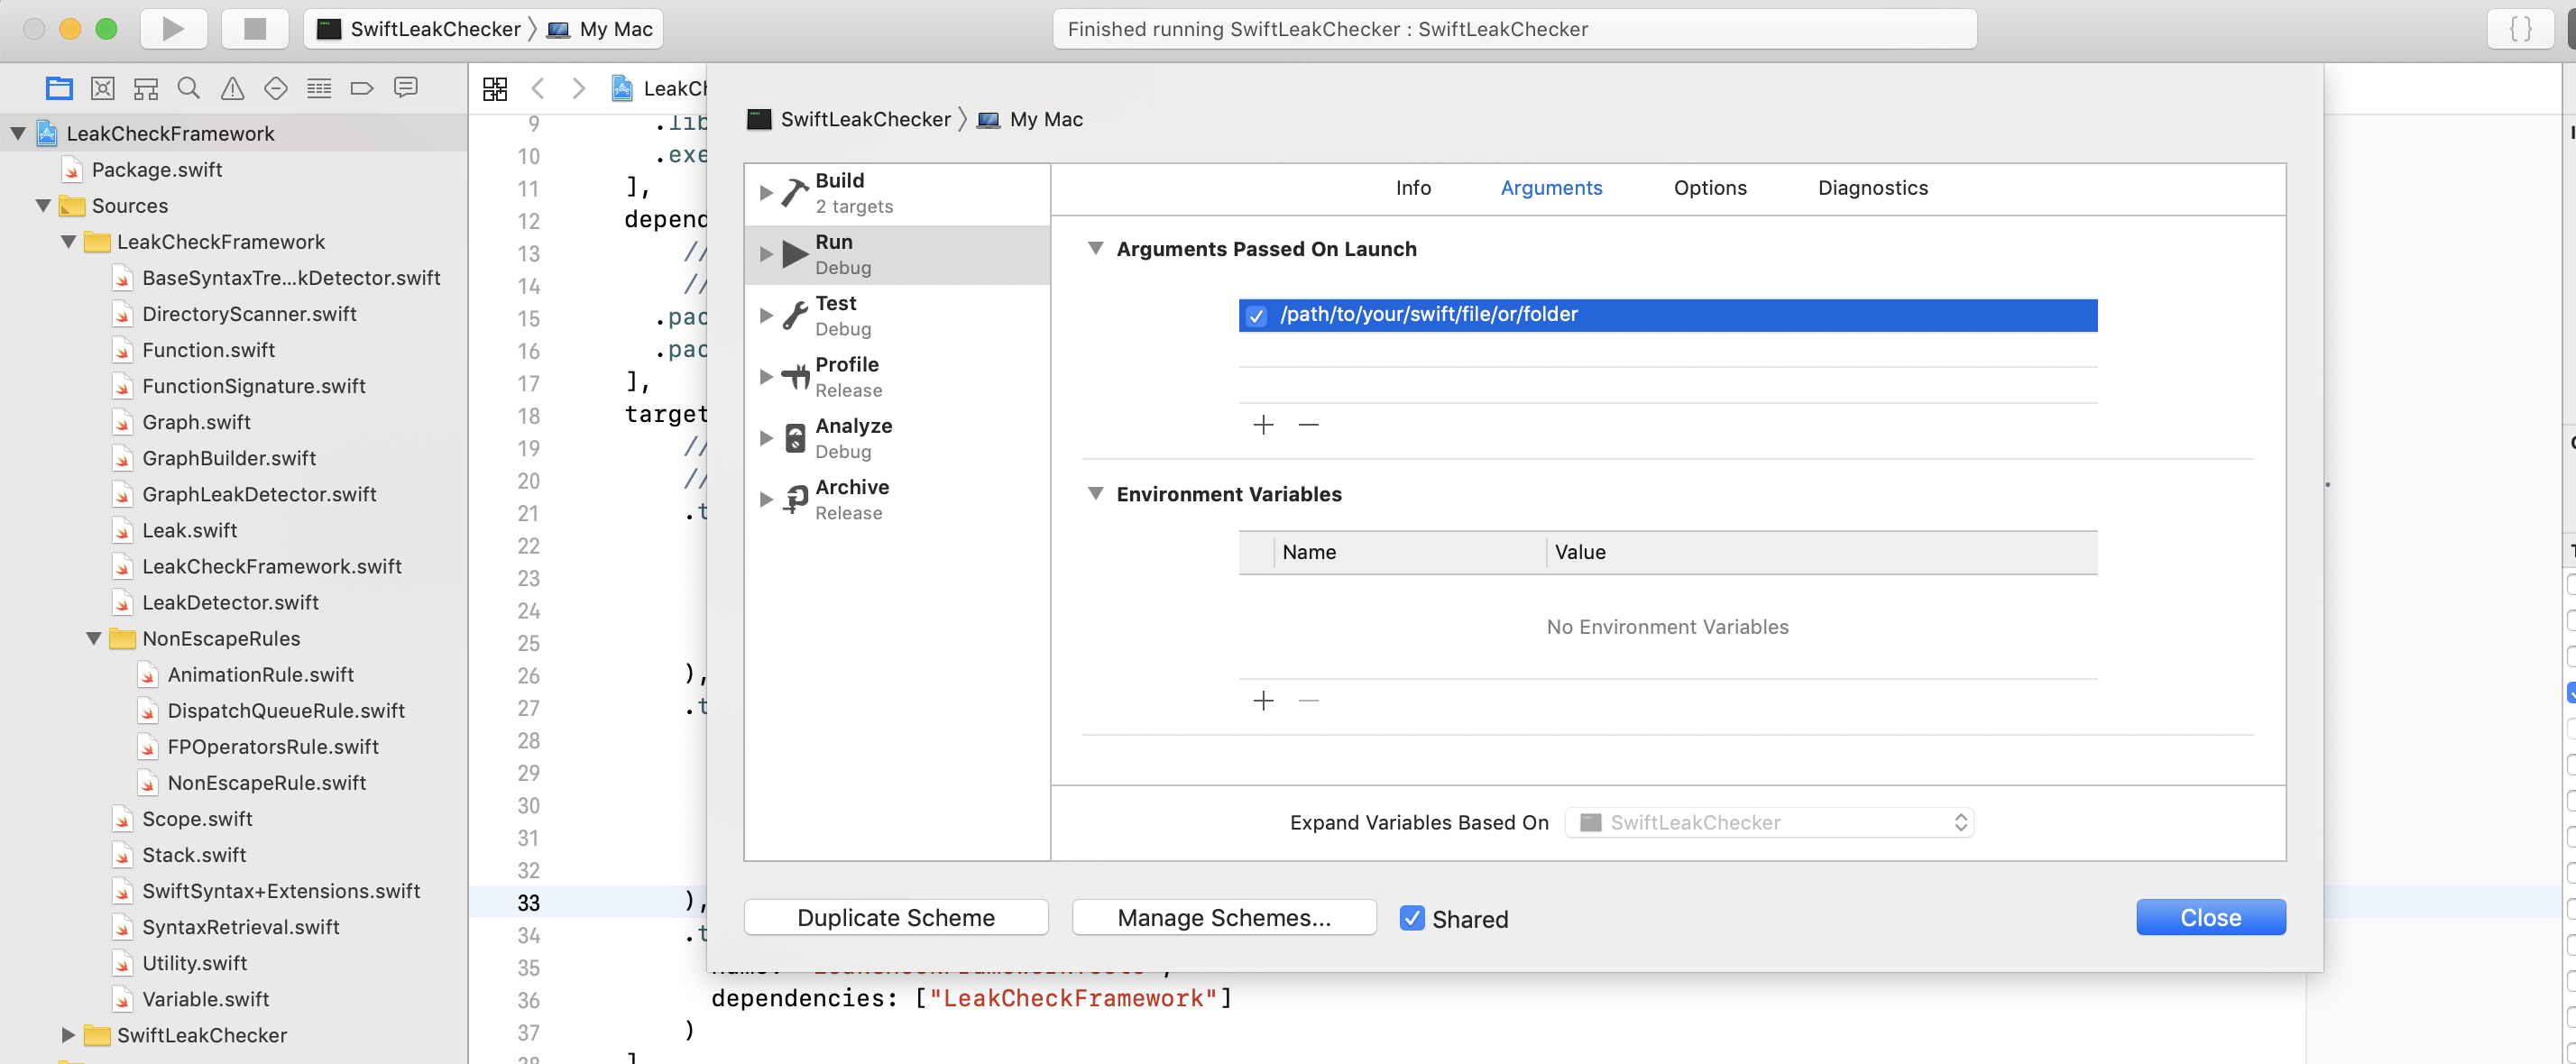 SwiftLeakChecker 〉 My Mac
Finished running SwiftLeakChecker : SwiftLeakChecker
{ }
LeakCheckFramework
Package.swift
Sources
LeakCheckFramework
BaseSyntaxTre...kDetector.swift
DirectoryScanner.swift
Function.swift
FunctionSignature.swift
Graph.swift
GraphBuilder.swift
GraphLeakDetector.swift
Leak.swift
LeakCheckFramework.swift
LeakDetector.swift
NonEscapeRules
AnimationRule.swift
DispatchQueueRule.swift
FPOperatorsRule.swift
NonEscapeRule.swift
Scope.swift
Stack.swift
SwiftSyntax+Extensions.swift
SyntaxRetrieval.swift
Utility.swift
Variable.swift
SwiftLeakChecker
9 .lib
10 .exe
11 ],
12 depend
13 //
14 //
15 .pac
16 .pac
17 ],
18 target
19 //
20 //
21 .t
22
23
24
25
26 ),
27 .t
28
29
30
31
32
33 ),
34 .t
35
36 dependencies: ["LeakCheckFramework"]
37 )
38 ]
SwiftLeakChecker 〉 My Mac
Build
2 targets
Run
Debug
Test
Debug
Profile
Release
Analyze
Debug
Archive
Release
Info Arguments Options Diagnostics
Arguments Passed On Launch
/path/to/your/swift/file/or/folder
+ −
Environment Variables
Name Value
No Environment Variables
+ −
Expand Variables Based On SwiftLeakChecker
Duplicate Scheme Manage Schemes... Shared Close